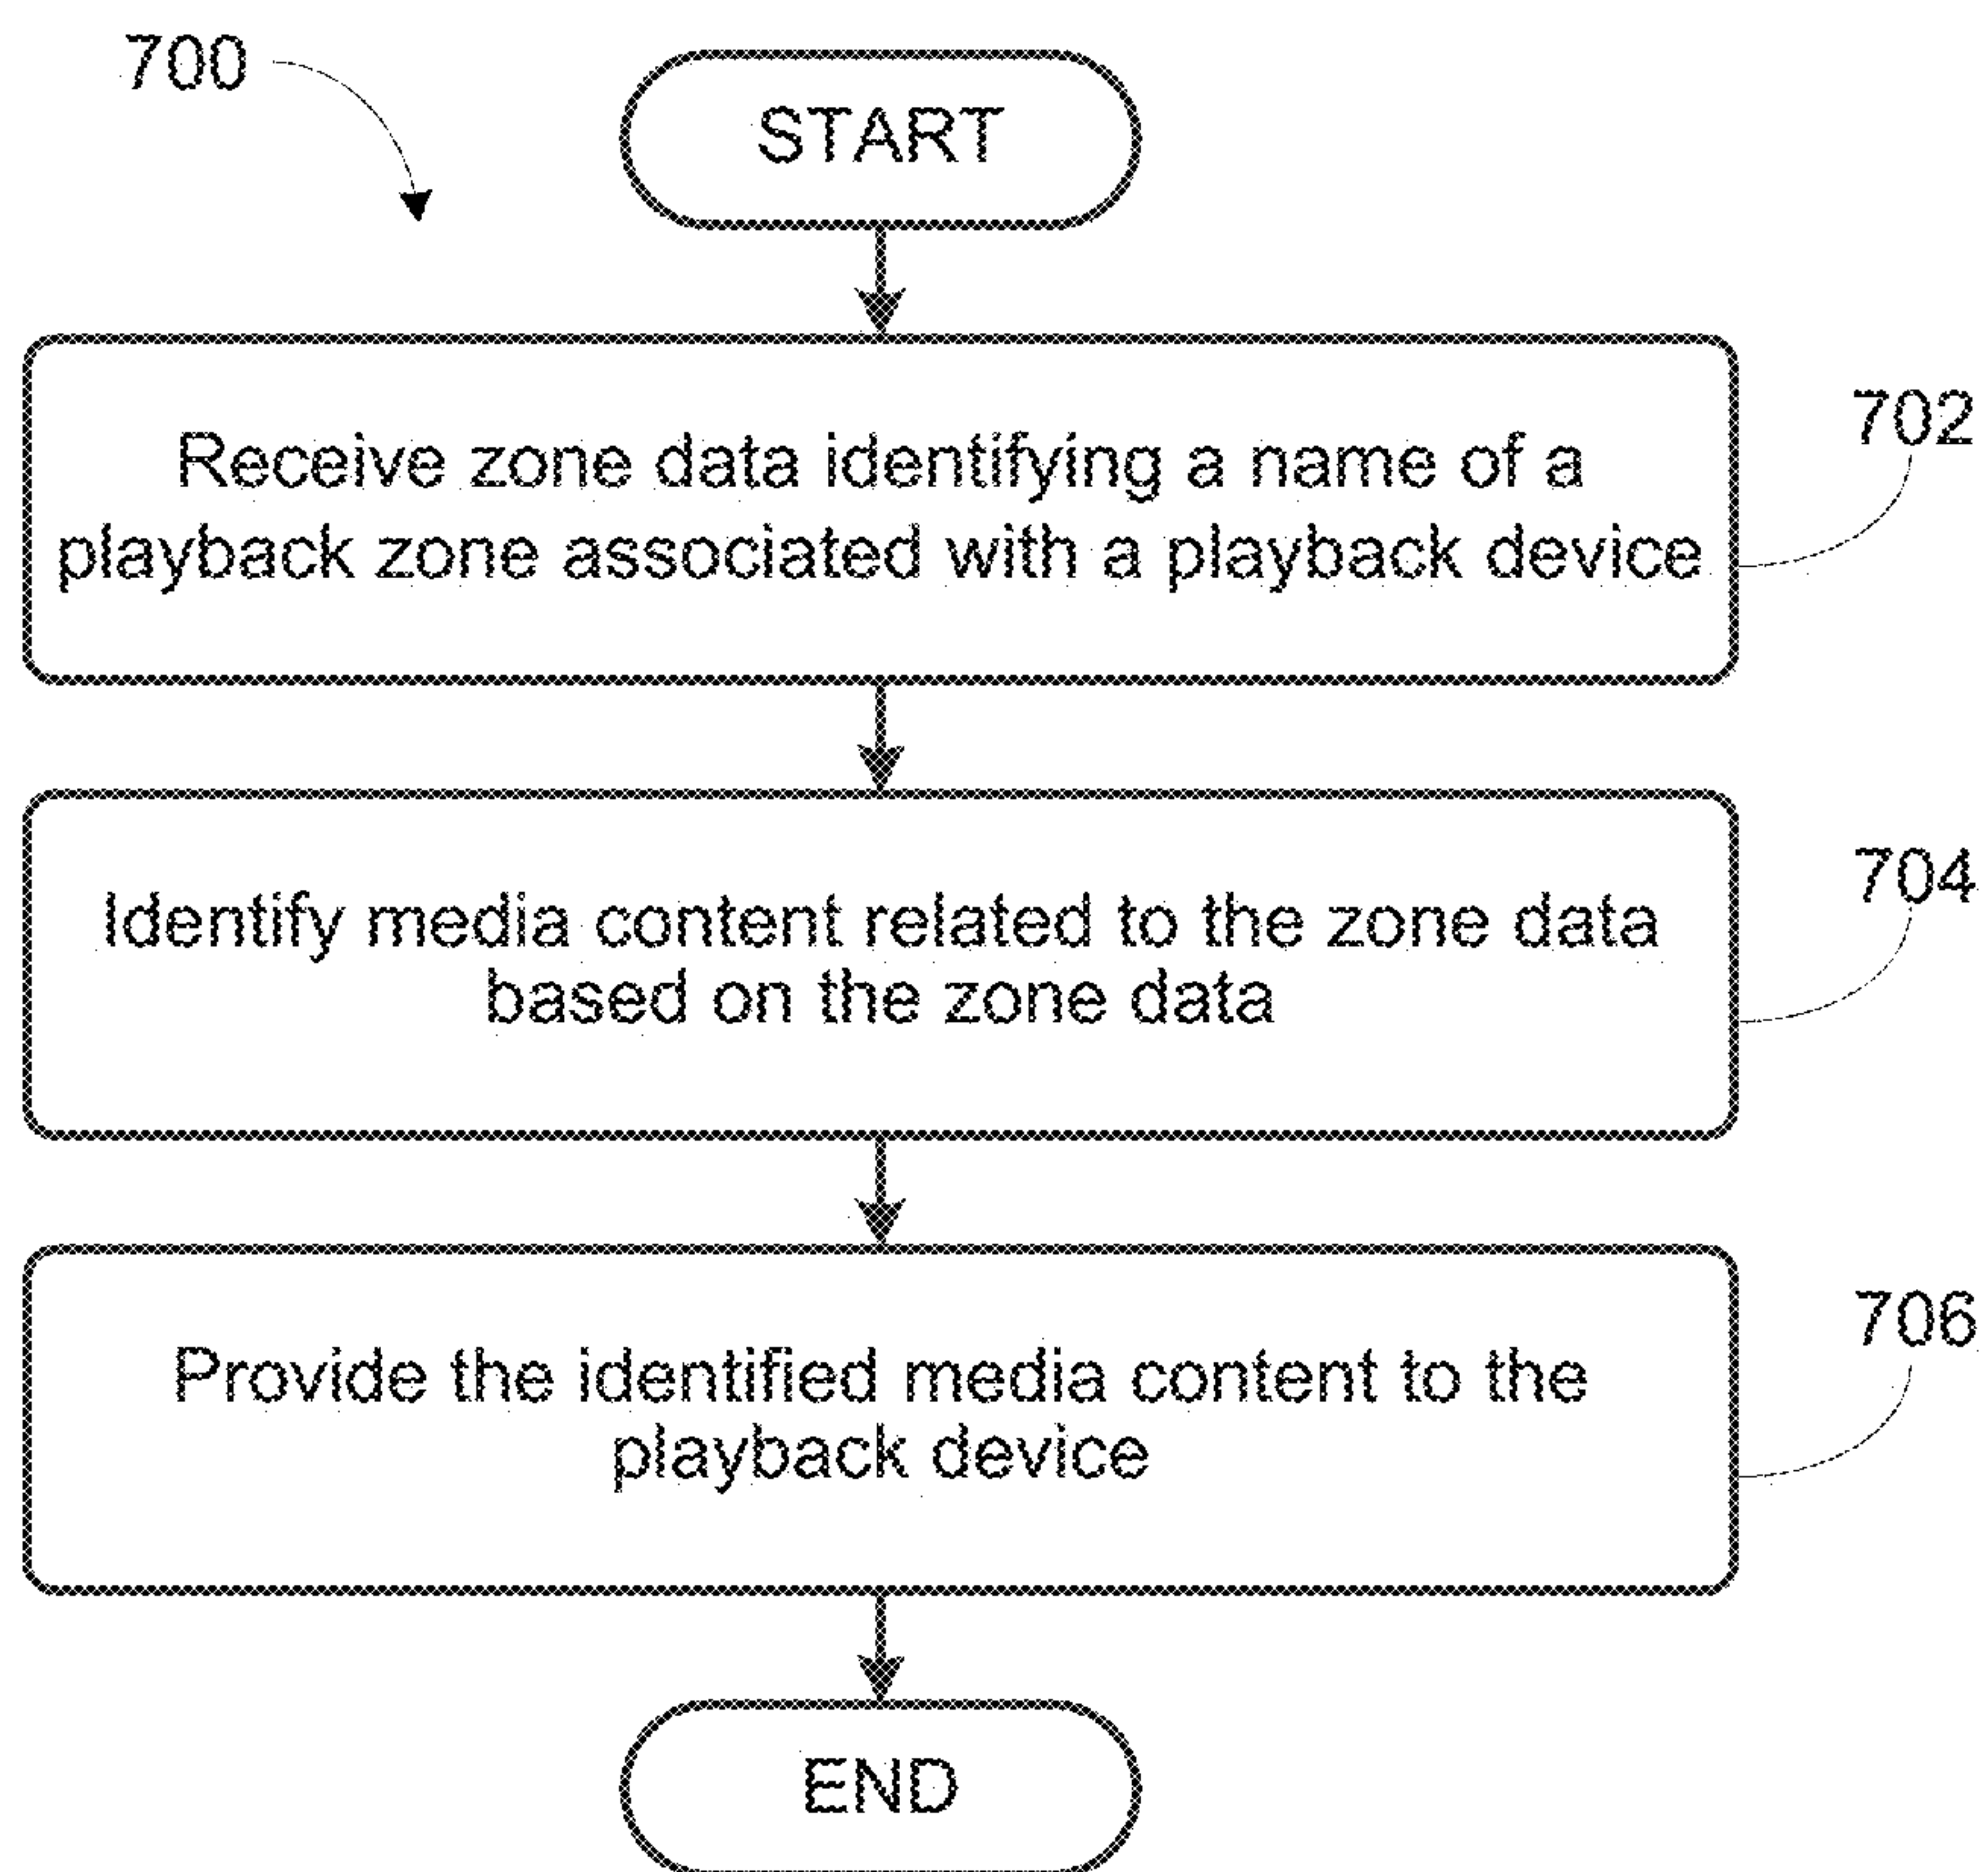 700
START
Receive zone data identifying a name of a
playback zone associated with a playback device
702
Identify media content related to the zone data
based on the zone data
704
Provide the identified media content to the
playback device
706
END